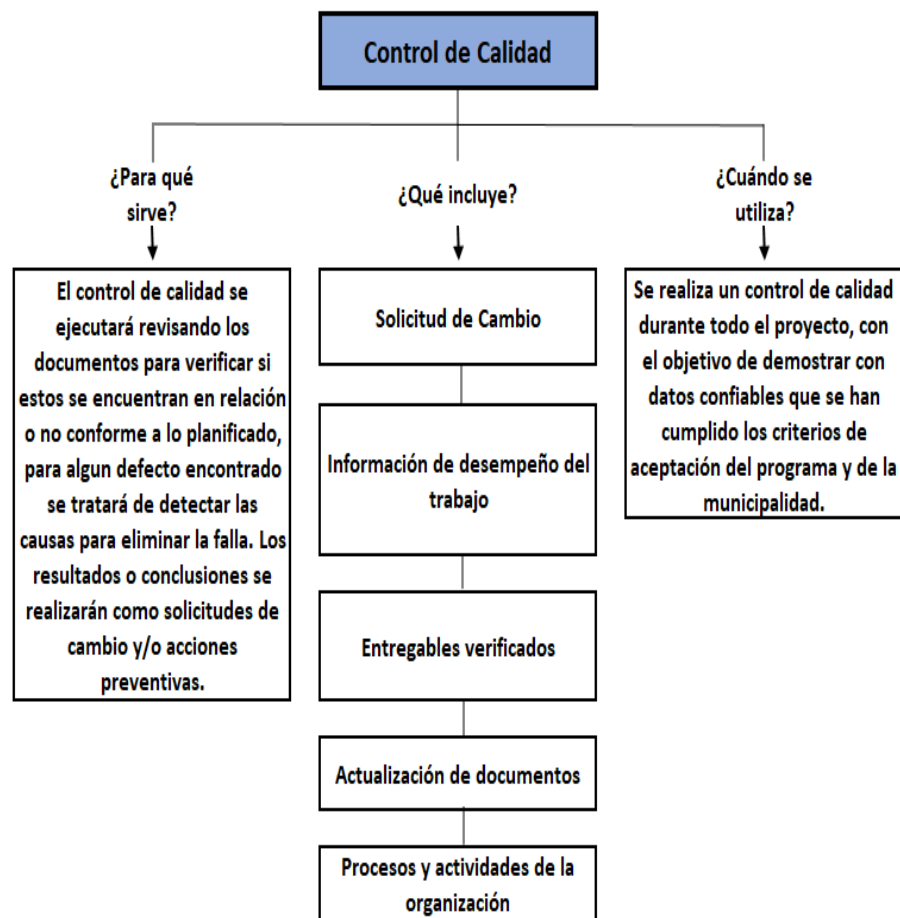 Control de Calidad
¿Para qué
sirve?
El control de calidad se
ejecutará revisando los
documentos para verificar si
estos se encuentran en relación
o no conforme a lo planificado,
para algun defecto encontrado
se tratará de detectar las
causas para eliminar la falla. Los
resultados o conclusiones se
realizarán como solicitudes de
cambio y/o acciones
preventivas.
¿Qué incluye?
Solicitud de Cambio
Información de desempeño del
trabajo
Entregables verificados
Actualización de documentos
Procesos y actividades de la
organización
¿Cuándo se
utiliza?
Se realiza un control de calidad
durante todo el proyecto, con
el objetivo de demostrar con
datos confiables que se han
cumplido los criterios de
aceptación del programa y de la
municipalidad.